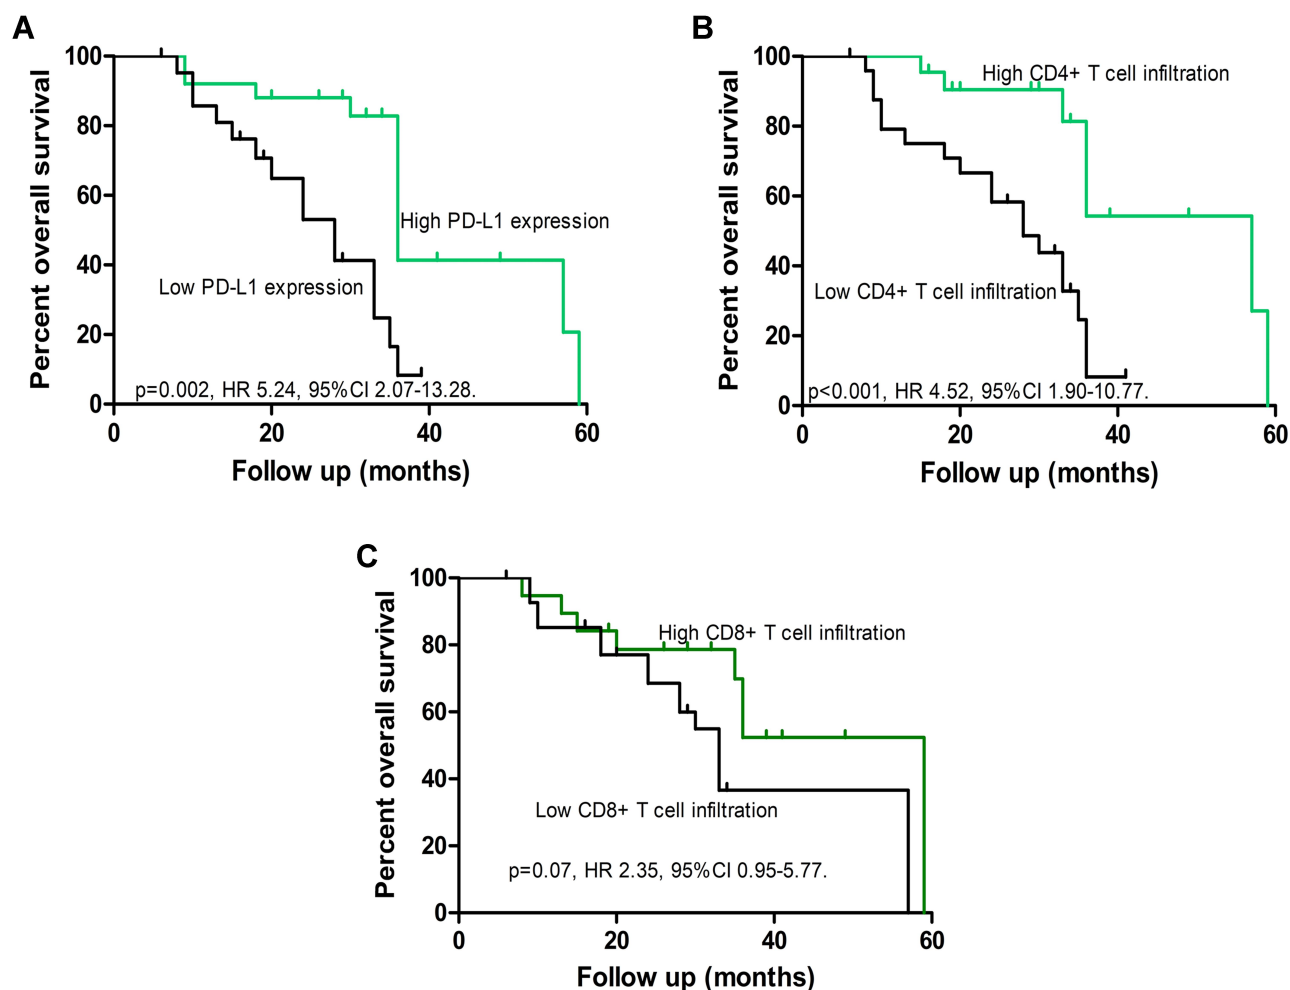 A
Percent overall survival
100
80
60
40
20
0
High PD-L1 expression
Low PD-L1 expression
p=0.002, HR 5.24, 95%CI 2.07-13.28.
0 20 40 60
Follow up (months)
B
Percent overall survival
100
80
60
40
20
0
High CD4+ T cell infiltration
Low CD4+ T cell infiltration
p<0.001, HR 4.52, 95%CI 1.90-10.77.
0 20 40 60
Follow up (months)
C
Percent overall survival
100
80
60
40
20
0
High CD8+ T cell infiltration
Low CD8+ T cell infiltration
p=0.07, HR 2.35, 95%CI 0.95-5.77.
0 20 40 60
Follow up (months)